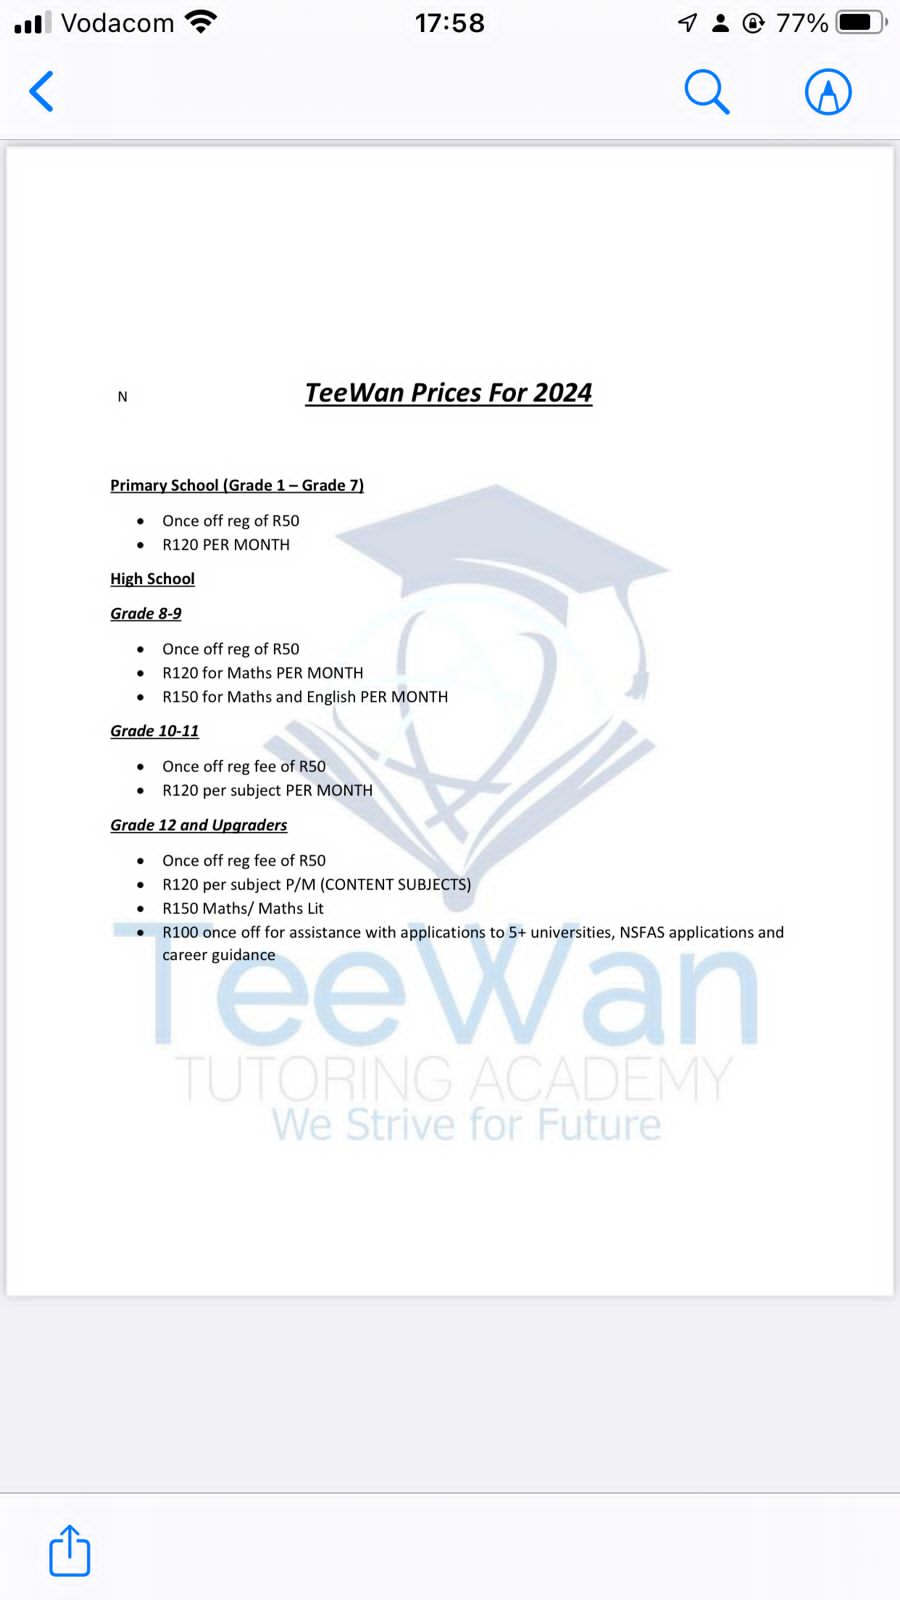 Vodacom
17:58
77%
N
TeeWan Prices For 2024
Primary School (Grade 1 – Grade 7)
• Once off reg of R50
• R120 PER MONTH
High School
Grade 8-9
• Once off reg of R50
• R120 for Maths PER MONTH
• R150 for Maths and English PER MONTH
Grade 10-11
• Once off reg fee of R50
• R120 per subject PER MONTH
Grade 12 and Upgraders
• Once off reg fee of R50
• R120 per subject P/M (CONTENT SUBJECTS)
• R150 Maths/ Maths Lit
• R100 once off for assistance with applications to 5+ universities, NSFAS applications and
career guidance
TeeWan
TUTORING ACADEMY
We Strive for Future